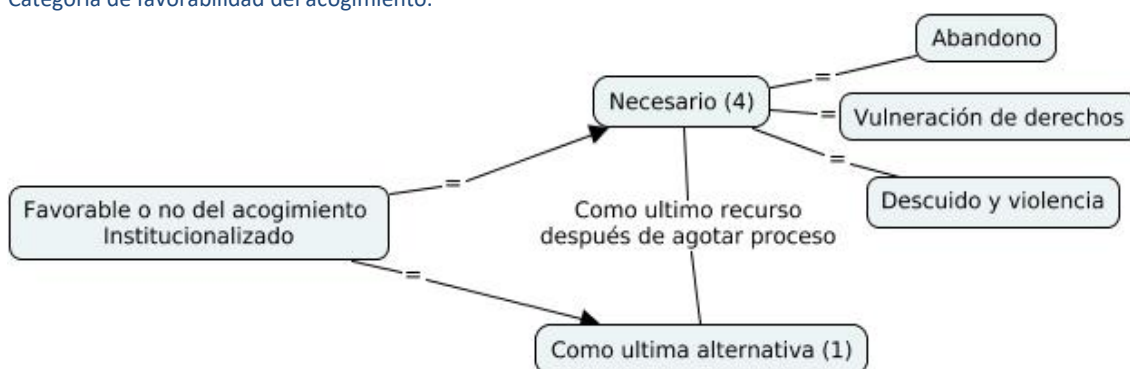 Categoría de favorabilidad del acogimiento.
Abandono
=
Necesario (4)
=
Vulneración de derechos
=
Descuido y violencia
=
Favorable o no del acogimiento
Institucionalizado
Como ultimo recurso
después de agotar proceso
=
Como ultima alternativa (1)